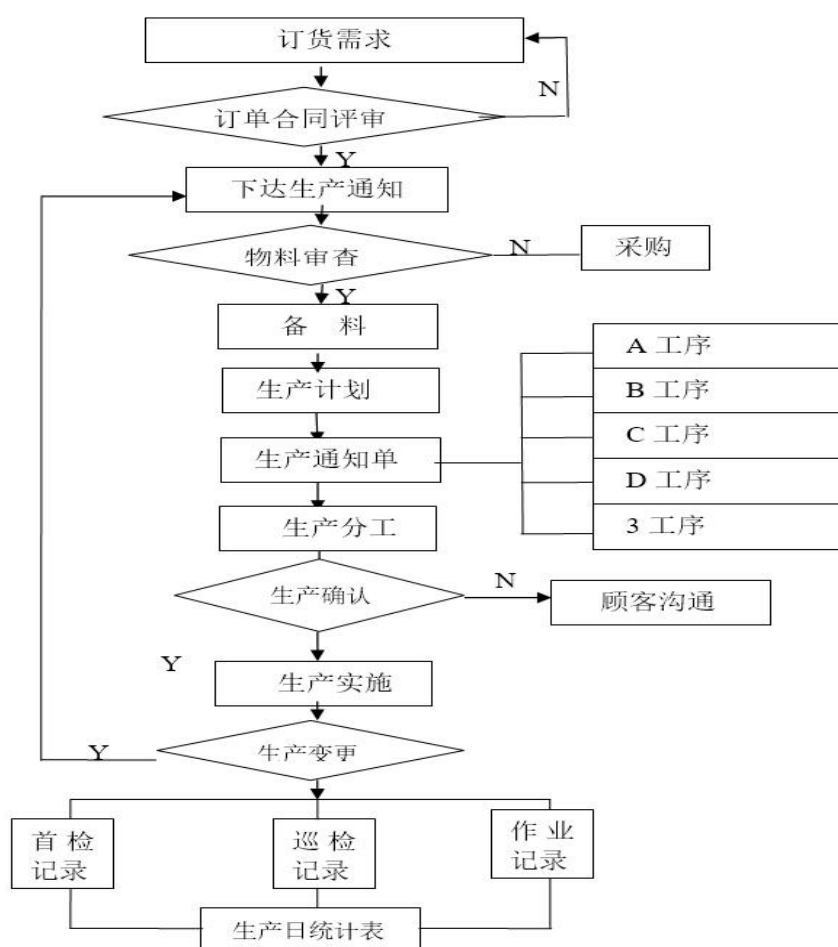 订货需求
N
订单合同评审
Y
下达生产通知
物料审查
N
采购
Y
备 料
A 工序
生产计划
B 工序
C 工序
生产通知单
D 工序
生产分工
3 工序
生产确认
N
顾客沟通
Y
生产实施
Y
生产变更
首 检
记录
巡 检
记录
作 业
记录
生产日统计表